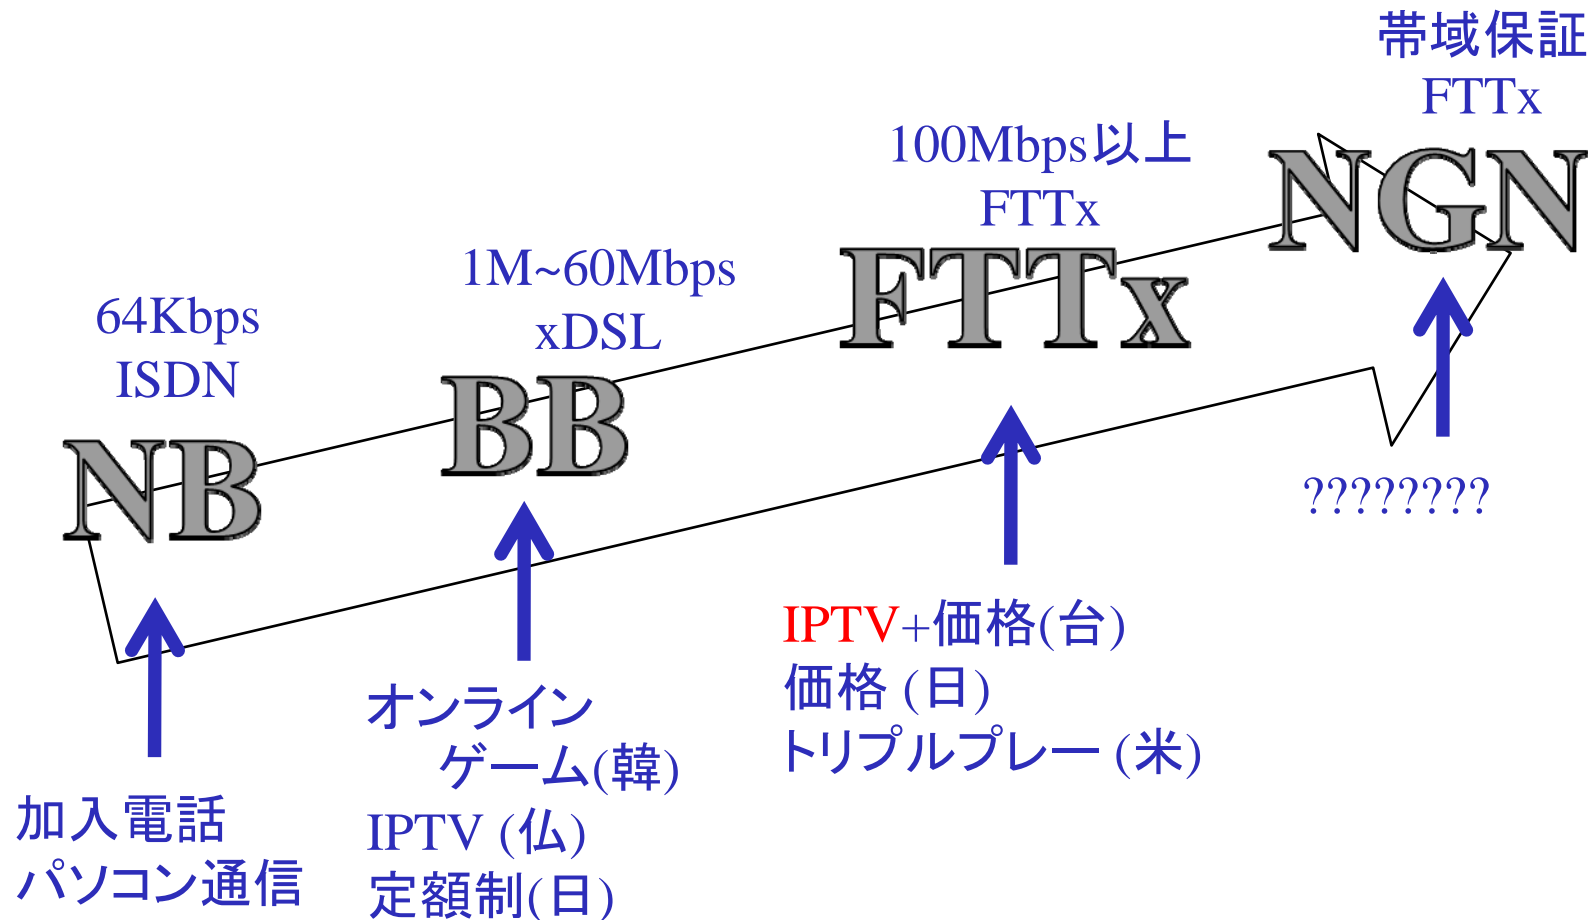 64Kbps
ISDN
NB
加入電話
パソコン通信
1M~60Mbps
xDSL
BB
オンライン
ゲーム(韓)
IPTV (仏)
定額制(日)
100Mbps以上
FTTx
FTTx
IPTV+価格(台)
価格 (日)
トリプルプレー (米)
帯域保証
FTTx
NGN
????????